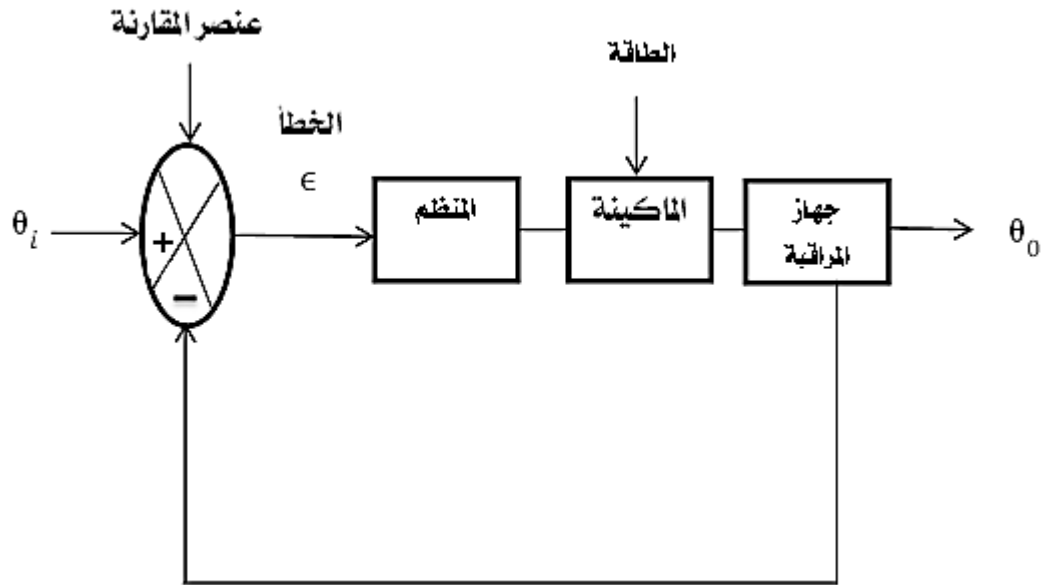 عنصر المقارنة
الطاقة
الخطأ
ϵ
θi
+
−
المنظم
الماكينة
جهاز
المراقبة
θ0